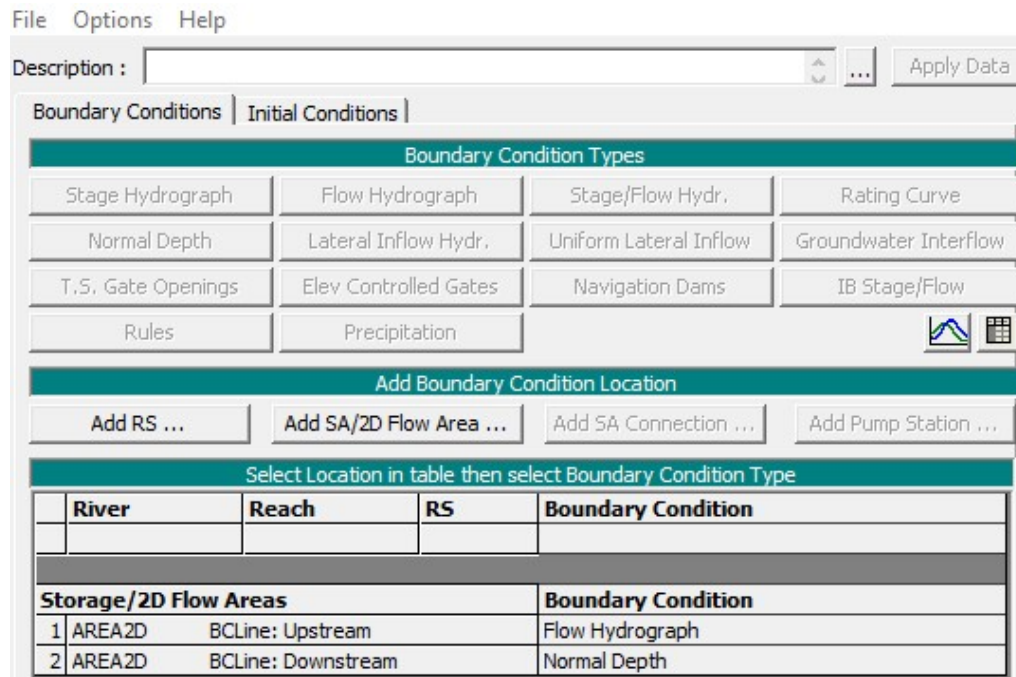 File Options Help
Description : ... Apply Data
Boundary Conditions Initial Conditions
Boundary Condition Types
Stage Hydrograph Flow Hydrograph Stage/Flow Hydr. Rating Curve
Normal Depth Lateral Inflow Hydr. Uniform Lateral Inflow Groundwater Interflow
T.S. Gate Openings Elev Controlled Gates Navigation Dams IB Stage/Flow
Rules Precipitation
Add Boundary Condition Location
Add RS ... Add SA/2D Flow Area ... Add SA Connection ... Add Pump Station ...
Select Location in table then select Boundary Condition Type
River Reach RS Boundary Condition
Storage/2D Flow Areas Boundary Condition
1 AREA2D BCLine: Upstream Flow Hydrograph
2 AREA2D BCLine: Downstream Normal Depth